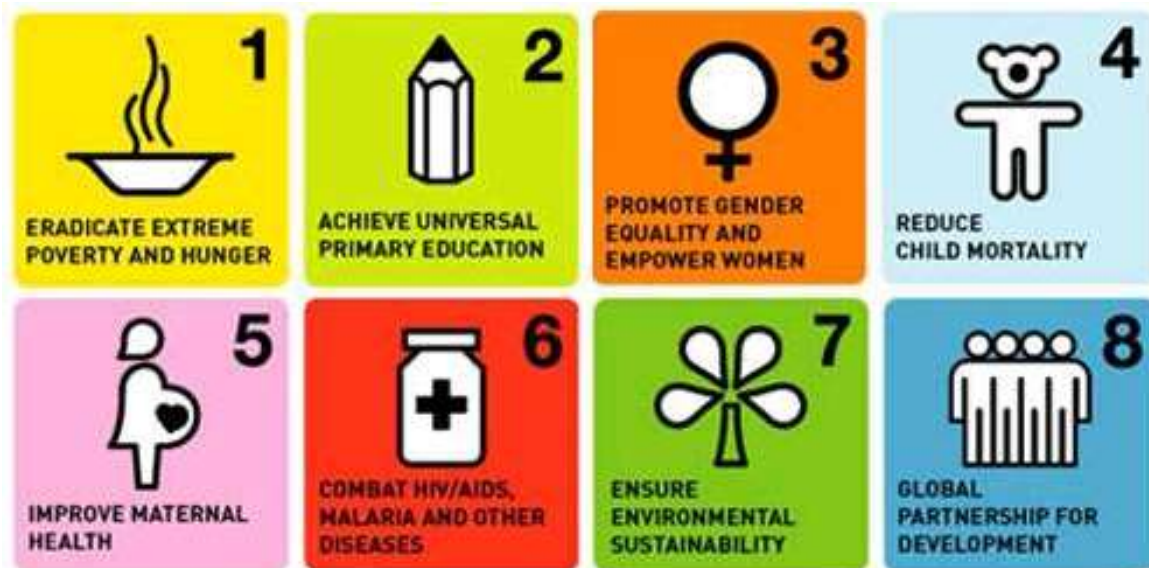 1
ERADICATE EXTREME
POVERTY AND HUNGER
2
ACHIEVE UNIVERSAL
PRIMARY EDUCATION
3
PROMOTE GENDER
EQUALITY AND
EMPOWER WOMEN
4
REDUCE
CHILD MORTALITY
5
IMPROVE MATERNAL
HEALTH
6
COMBAT HIV/AIDS,
MALARIA AND OTHER
DISEASES
7
ENSURE
ENVIRONMENTAL
SUSTAINABILITY
8
GLOBAL
PARTNERSHIP FOR
DEVELOPMENT